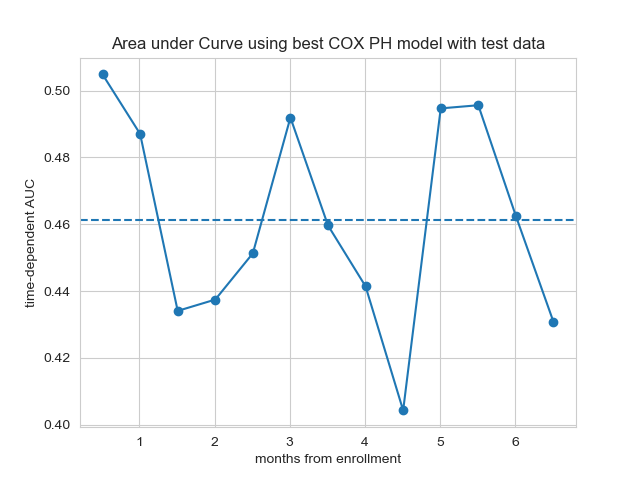 Area under Curve using best COX PH model with test data
time-dependent AUC
0.50
0.48
0.46
0.44
0.42
0.40
1 2 3 4 5 6
months from enrollment